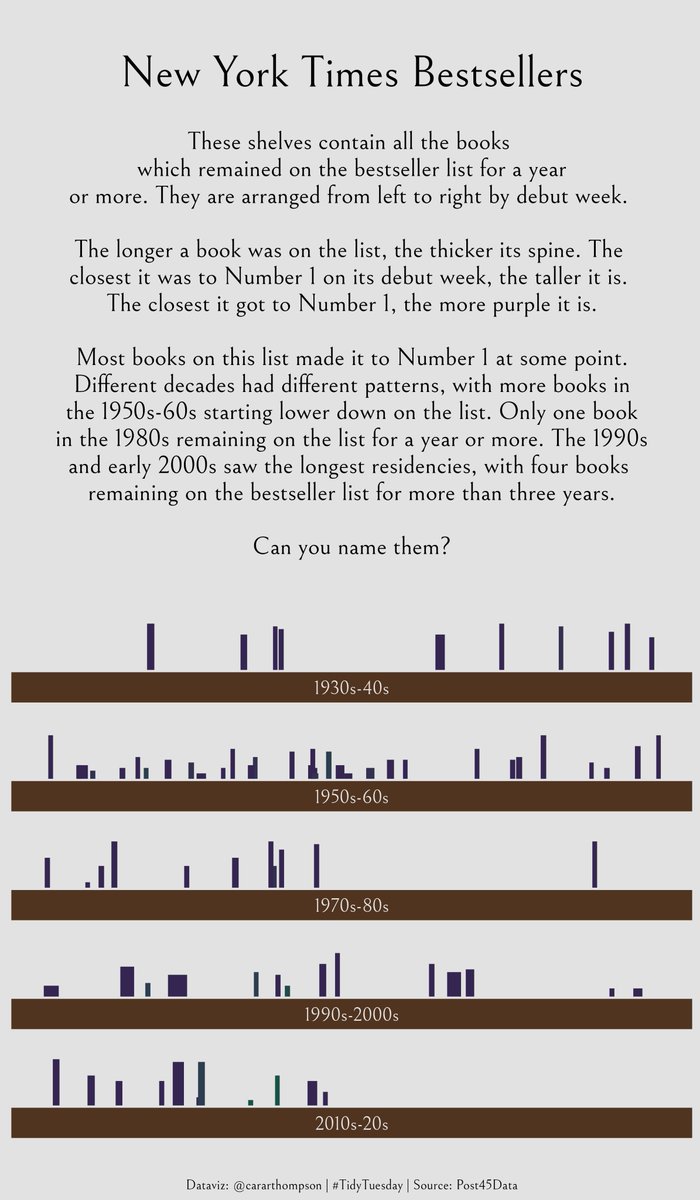 New York Times Bestsellers
These shelves contain all the books
which remained on the bestseller list for a year
or more. They are arranged from left to right by debut week.
The longer a book was on the list, the thicker its spine. The
closest it was to Number 1 on its debut week, the taller it is.
The closest it got to Number 1, the more purple it is.
Most books on this list made it to Number 1 at some point.
Different decades had different patterns, with more books in
the 1950s-60s starting lower down on the list. Only one book
in the 1980s remaining on the list for a year or more. The 1990s
and early 2000s saw the longest residencies, with four books
remaining on the bestseller list for more than three years.
Can you name them?
1930s-40s
1950s-60s
1970s-80s
1990s-2000s
2010s-20s
Dataviz: @cararthompson | #TidyTuesday | Source: Post45Data